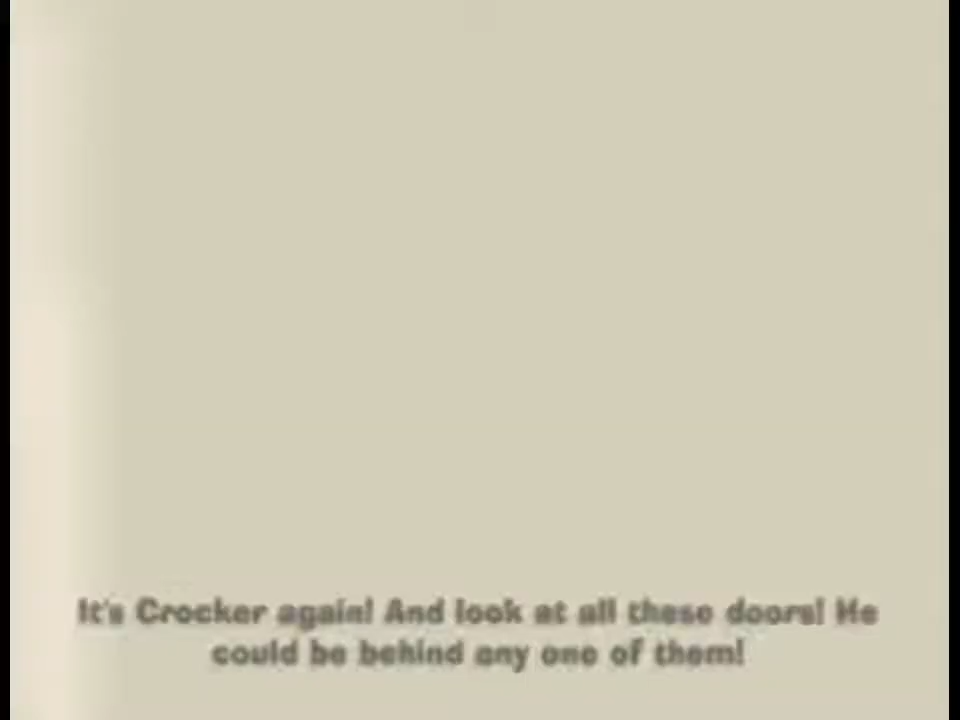 It's Crocker again! And look at all these doors! He
could be behind any one of them!